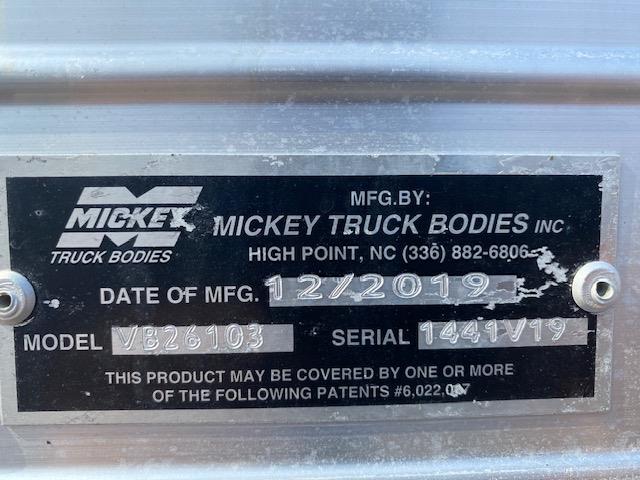 MICKEY
TRUCK BODIES
MFG.BY:
MICKEY TRUCK BODIES INC
HIGH POINT, NC (336) 882-6806
DATE OF MFG. 12/2019
MODEL VB26103 SERIAL 1441V19
THIS PRODUCT MAY BE COVERED BY ONE OR MORE
OF THE FOLLOWING PATENTS